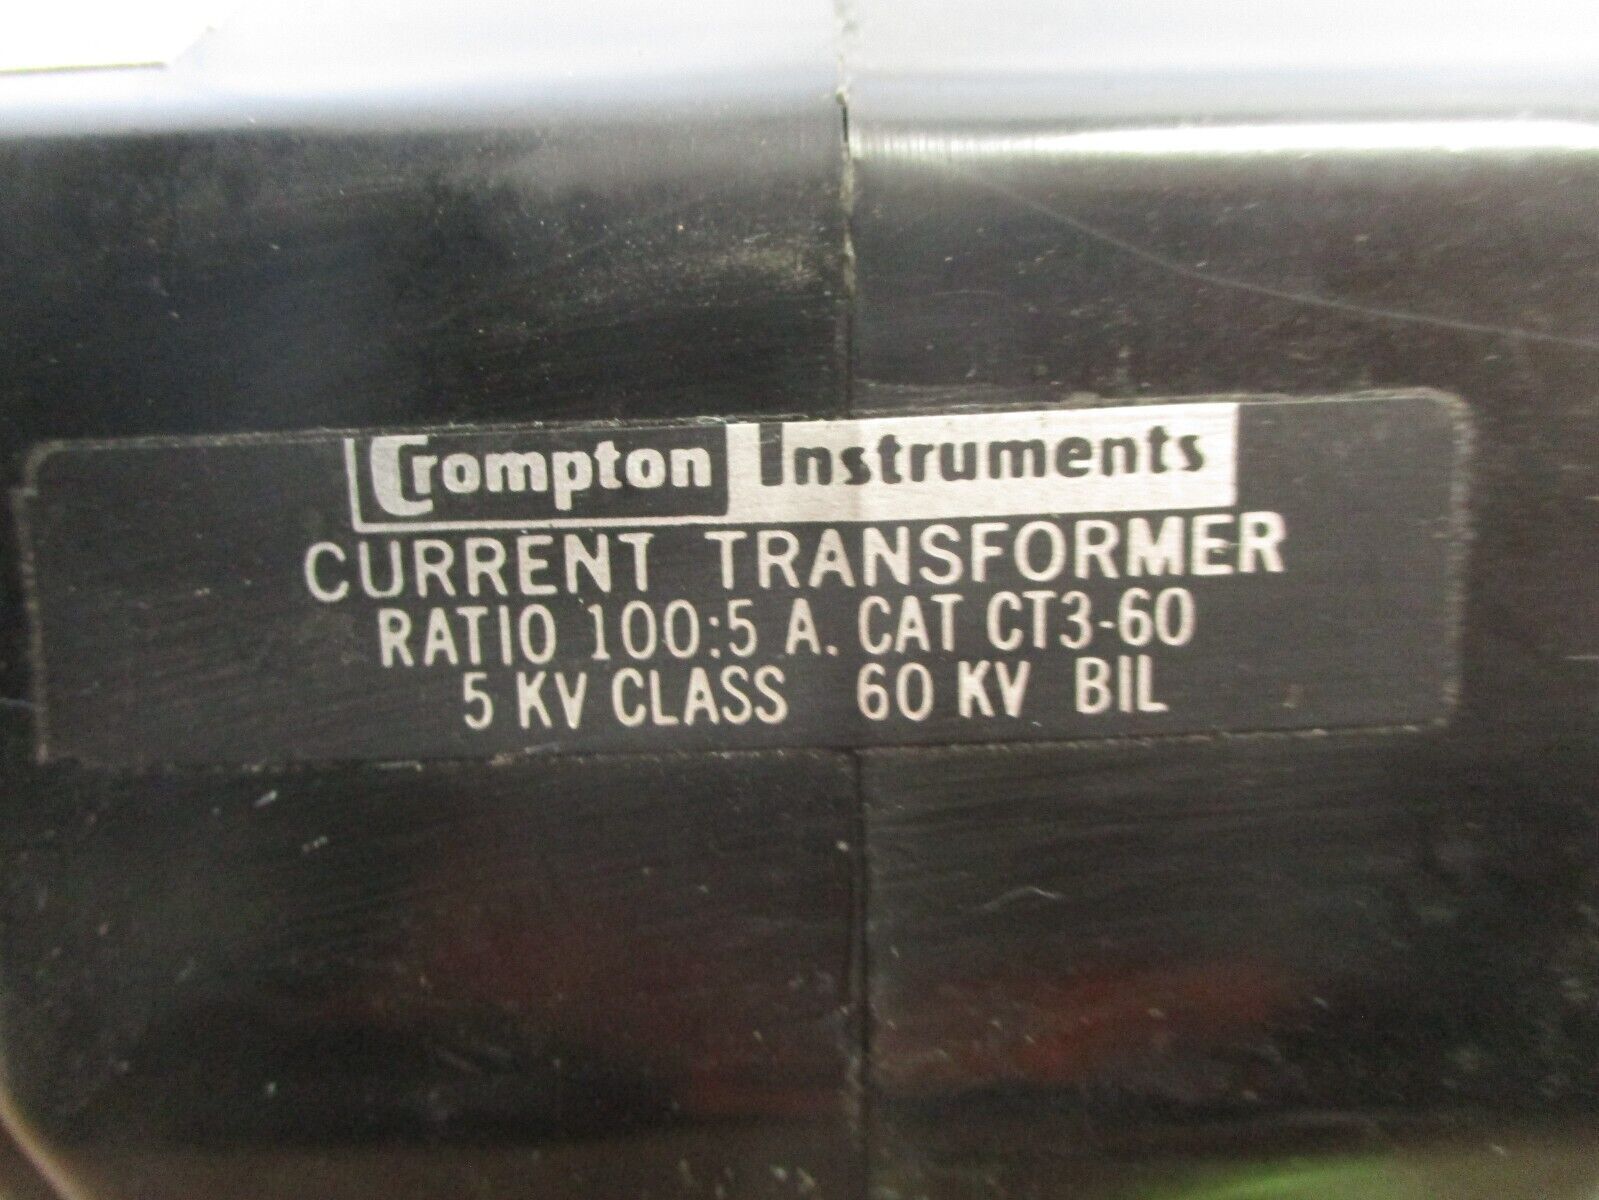 Crompton Instruments
CURRENT TRANSFORMER
RATIO 100:5 A. CAT CT3-60
5 KV CLASS 60 KV BIL